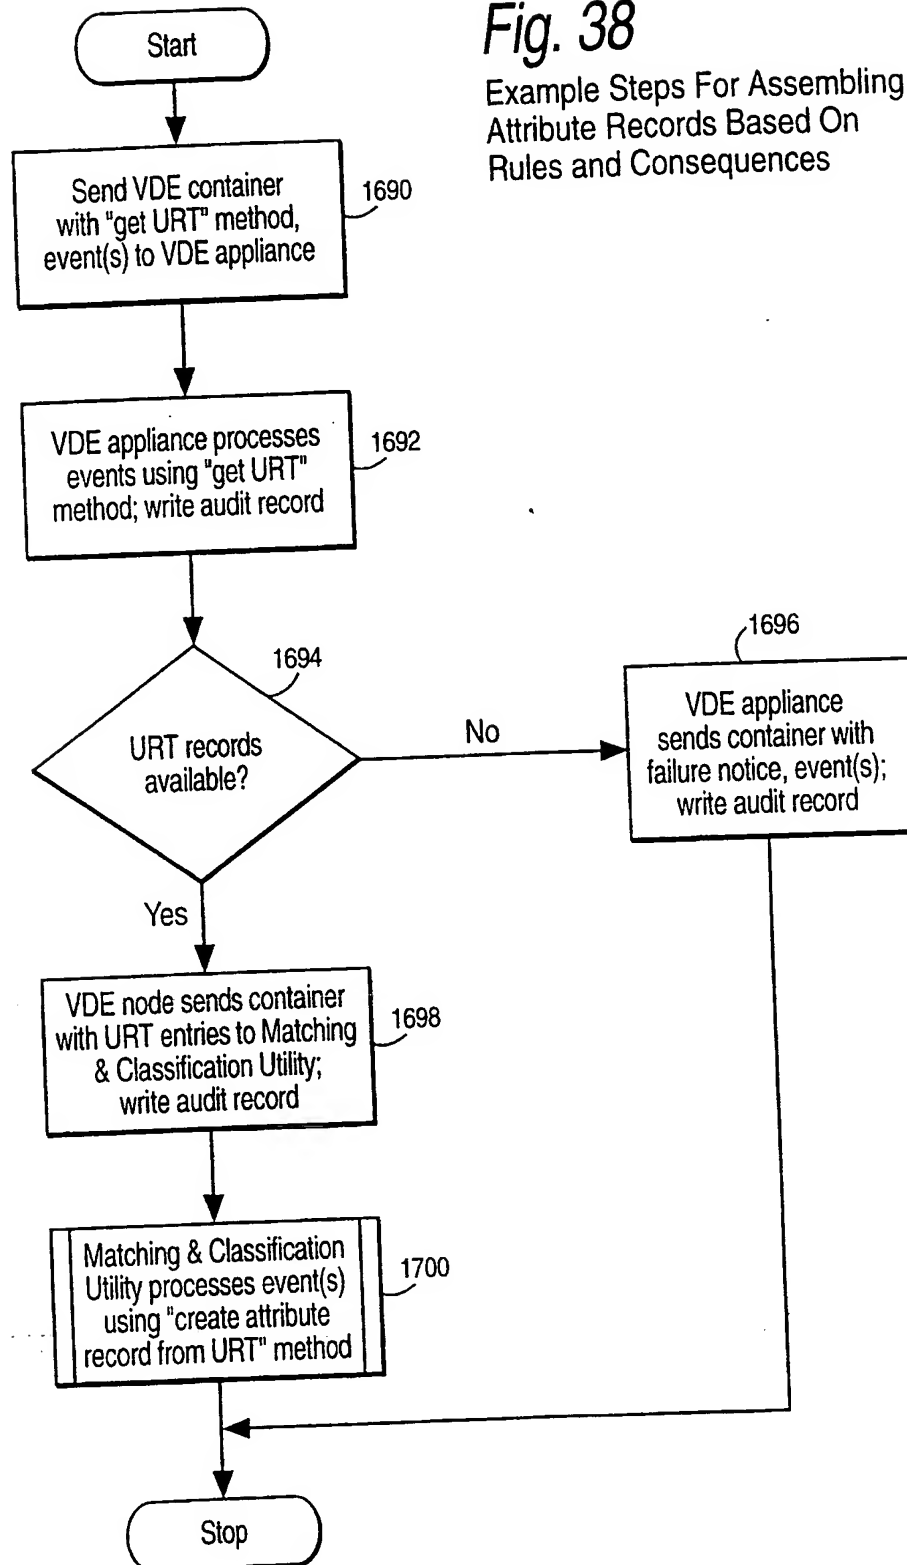 Fig. 38
Example Steps For Assembling
Attribute Records Based On
Rules and Consequences
Start
Send VDE container
with "get URT" method,
event(s) to VDE appliance
1690
VDE appliance processes
events using "get URT"
method; write audit record
1692
URT records
available?
1694
No
VDE appliance
sends container with
failure notice, event(s);
write audit record
1696
Yes
VDE node sends container
with URT entries to Matching
& Classification Utility;
write audit record
1698
Matching & Classification
Utility processes event(s)
using "create attribute
record from URT" method
1700
Stop